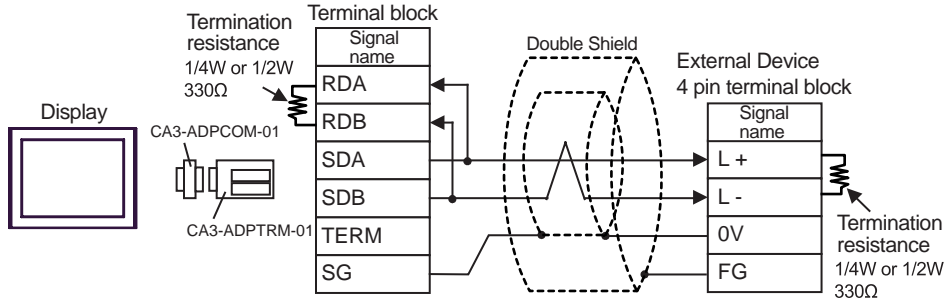 Display
CA3-ADPCOM-01
CA3-ADPTRM-01
Termination
resistance
1/4W or 1/2W
330Ω
Terminal block
Signal
name
RDA
RDB
SDA
SDB
TERM
SG
Double Shield
External Device
4 pin terminal block
Signal
name
L +
L -
0V
FG
Termination
resistance
1/4W or 1/2W
330Ω